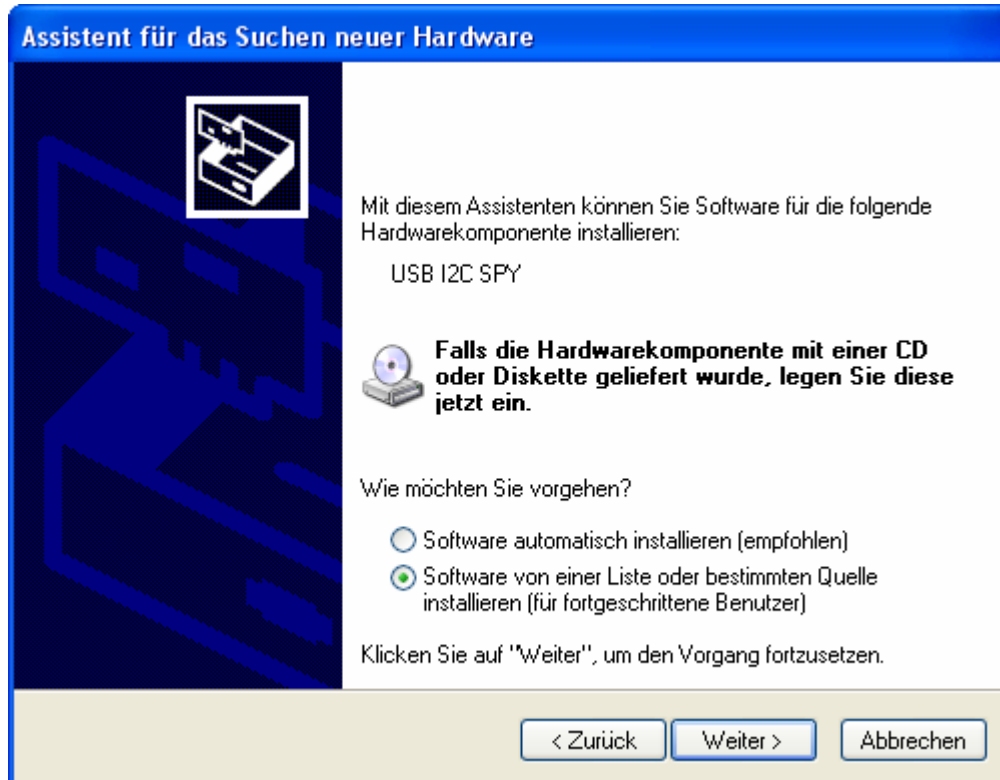 Assistent für das Suchen neuer Hardware
Mit diesem Assistenten können Sie Software für die folgende
Hardwarekomponente installieren:
USB I2C SPY
Falls die Hardwarekomponente mit einer CD
oder Diskette geliefert wurde, legen Sie diese
jetzt ein.
Wie möchten Sie vorgehen?
Software automatisch installieren (empfohlen)
Software von einer Liste oder bestimmten Quelle
installieren (für fortgeschrittene Benutzer)
Klicken Sie auf "Weiter", um den Vorgang fortzusetzen.
< Zurück Weiter > Abbrechen